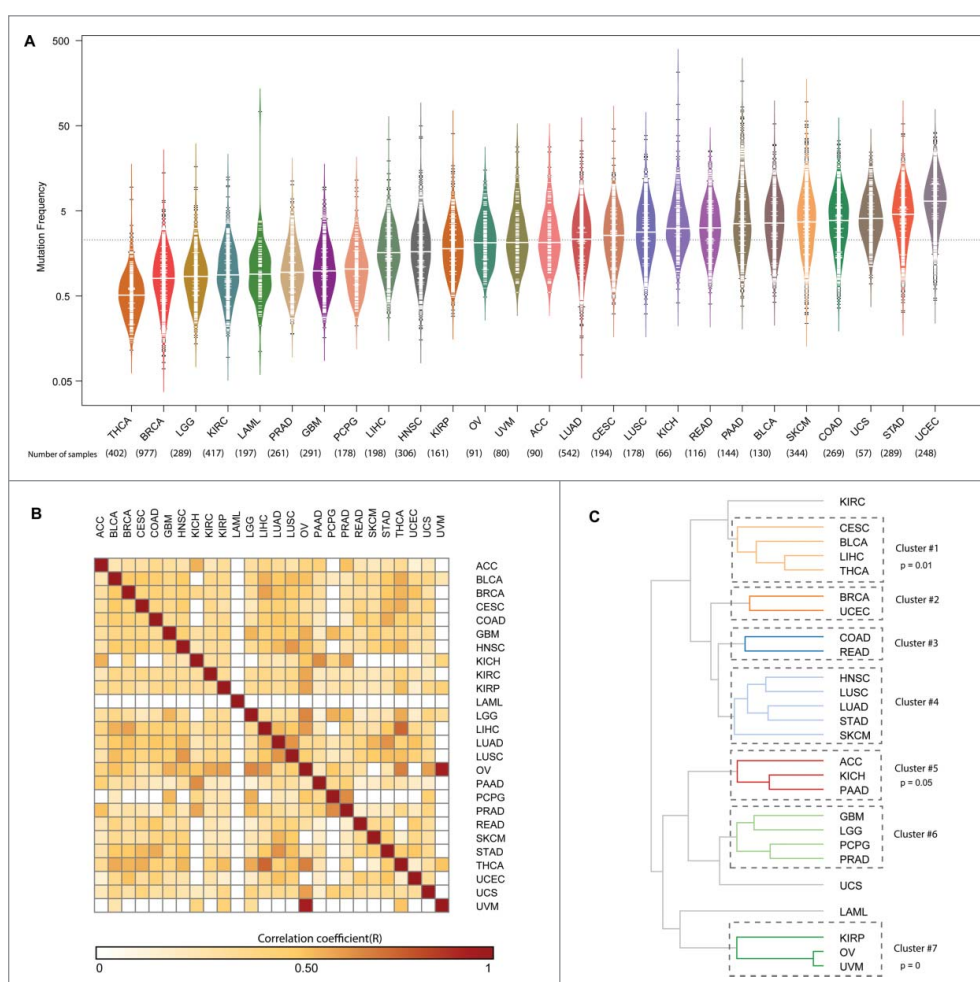 A
500
50
5
0.5
0.05
Mutation Frequency
THCA BRCA LGG KIRC LAML PRAD GBM PCPG LIHC HNSC KIRP OV UVM ACC LUAD CESC LUSC KICH READ PAAD BLCA SKCM COAD UCS STAD UCEC
Number of samples (402) (977) (289) (417) (197) (261) (291) (178) (198) (306) (161) (91) (80) (90) (542) (194) (178) (66) (116) (144) (130) (344) (269) (57) (289) (248)
B
ACC BLCA BRCA CESC COAD GBM HNSC KICH KIRC KIRP LAML LGG LIHC LUAD LUSC OV PAAD PCPG PRAD READ SKCM STAD THCA UCEC UCS UVM
ACC
BLCA
BRCA
CESC
COAD
GBM
HNSC
KICH
KIRC
KIRP
LAML
LGG
LIHC
LUAD
LUSC
OV
PAAD
PCPG
PRAD
READ
SKCM
STAD
THCA
UCEC
UCS
UVM
Correlation coefficient(R)
0 0.50 1
C
KIRC
CESC
BLCA
LIHC
THCA
Cluster #1
p = 0.01
BRCA
UCEC
Cluster #2
COAD
READ
Cluster #3
HNSC
LUSC
LUAD
STAD
SKCM
Cluster #4
ACC
KICH
PAAD
Cluster #5
p = 0.05
GBM
LGG
PCPG
PRAD
Cluster #6
UCS
LAML
KIRP
OV
UVM
Cluster #7
p = 0